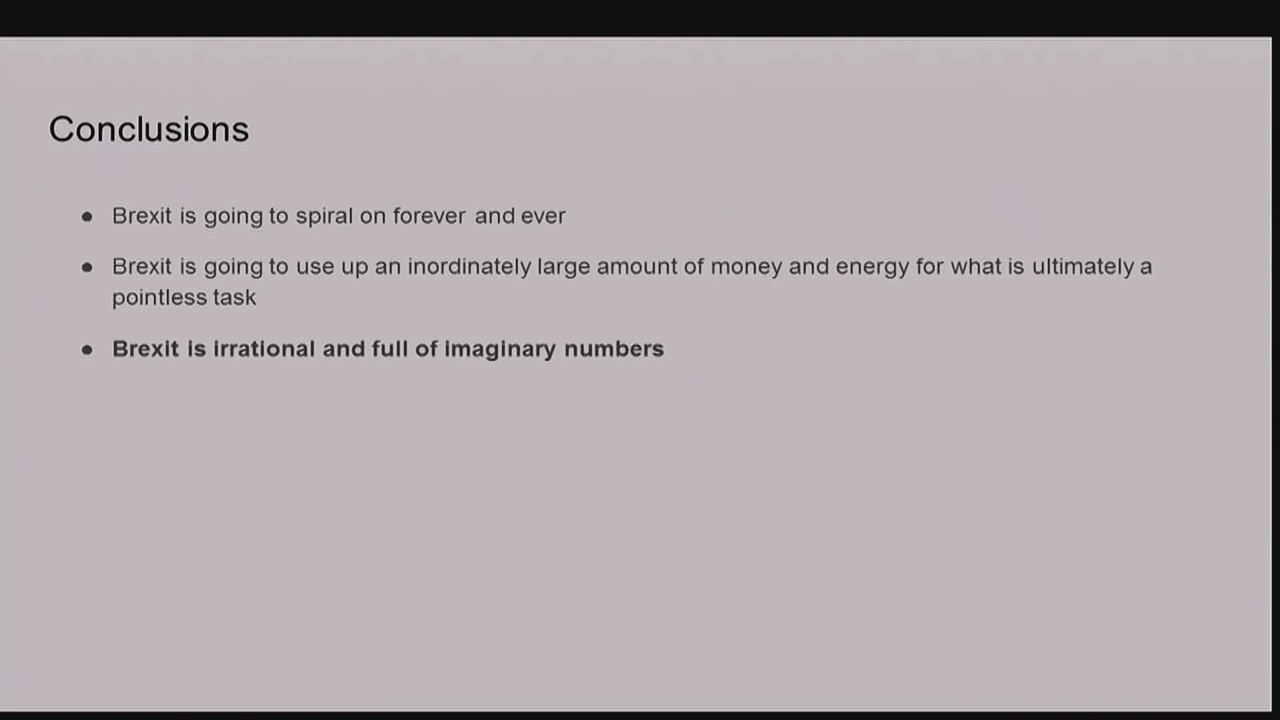 Conclusions
● Brexit is going to spiral on forever and ever
● Brexit is going to use up an inordinately large amount of money and energy for what is ultimately a
pointless task
● Brexit is irrational and full of imaginary numbers